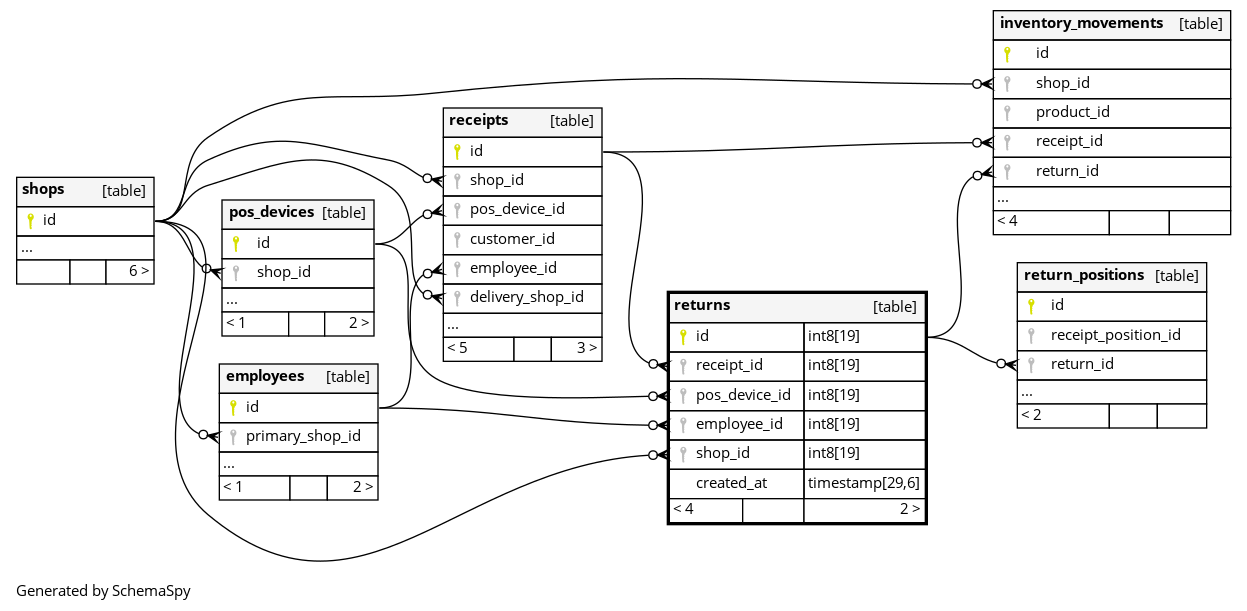 inventory_movements [table]
id
shop_id
product_id
receipt_id
return_id
...
< 4
receipts [table]
id
shop_id
pos_device_id
customer_id
employee_id
delivery_shop_id
...
< 5 3 >
shops [table]
id
...
6 >
pos_devices [table]
id
shop_id
...
< 1 2 >
return_positions [table]
id
receipt_position_id
return_id
...
< 2
returns [table]
id int8[19]
receipt_id int8[19]
pos_device_id int8[19]
employee_id int8[19]
shop_id int8[19]
created_at timestamp[29,6]
< 4 2 >
employees [table]
id
primary_shop_id
...
< 1 2 >
Generated by SchemaSpy